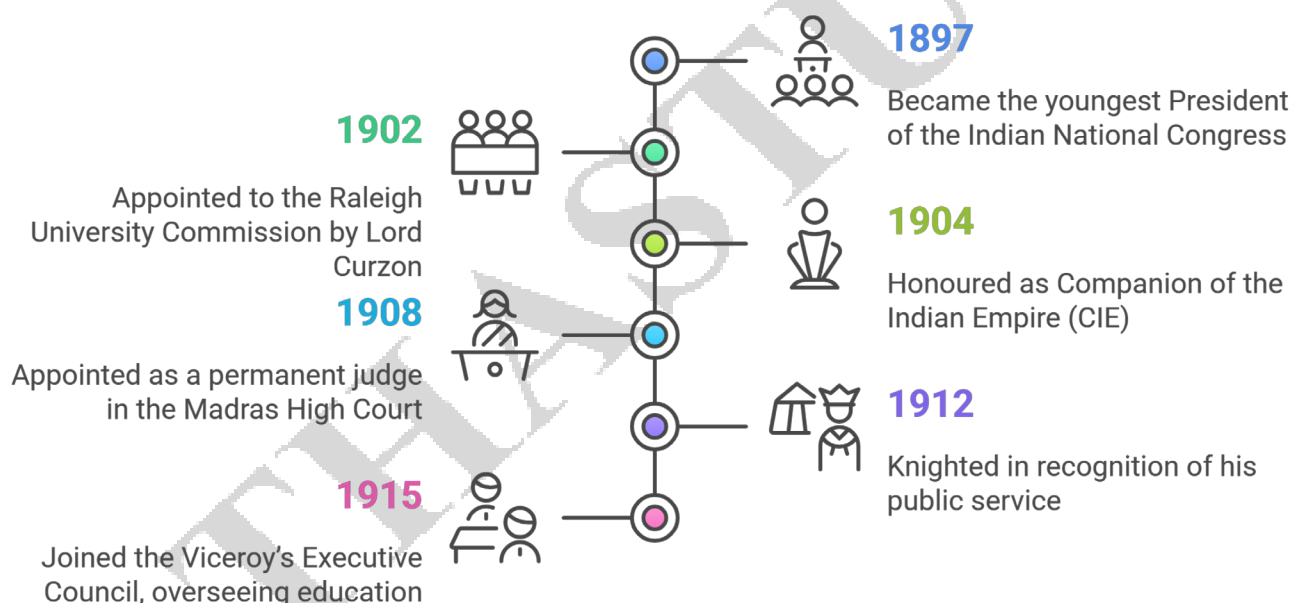 1897
Became the youngest President
of the Indian National Congress
1902
Appointed to the Raleigh
University Commission by Lord
Curzon
1904
Honoured as Companion of the
Indian Empire (CIE)
1908
Appointed as a permanent judge
in the Madras High Court
1912
Knighted in recognition of his
public service
1915
Joined the Viceroy's Executive
Council, overseeing education
THASTU